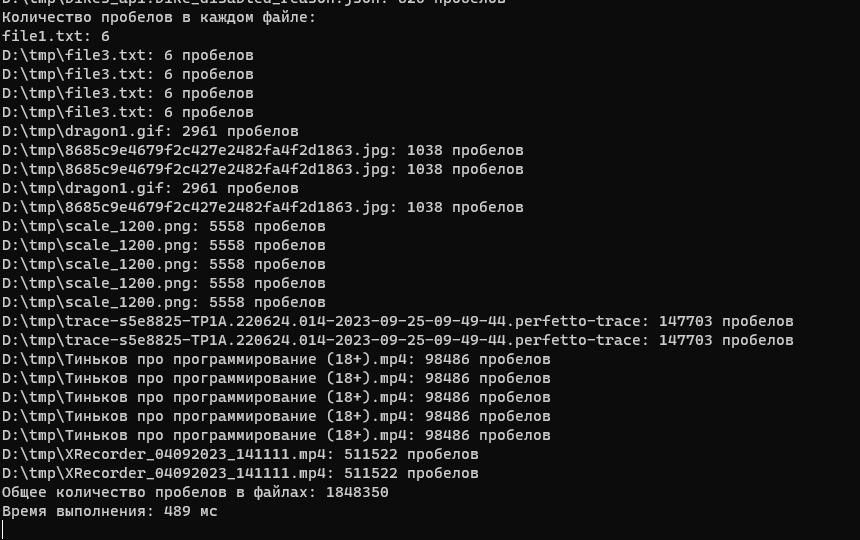 Количество пробелов в каждом файле:
file1.txt: 6
D:\tmp\file3.txt: 6 пробелов
D:\tmp\file3.txt: 6 пробелов
D:\tmp\file3.txt: 6 пробелов
D:\tmp\file3.txt: 6 пробелов
D:\tmp\dragon1.gif: 2961 пробелов
D:\tmp\8685c9e4679f2c427e2482fa4f2d1863.jpg: 1038 пробелов
D:\tmp\8685c9e4679f2c427e2482fa4f2d1863.jpg: 1038 пробелов
D:\tmp\dragon1.gif: 2961 пробелов
D:\tmp\8685c9e4679f2c427e2482fa4f2d1863.jpg: 1038 пробелов
D:\tmp\scale_1200.png: 5558 пробелов
D:\tmp\scale_1200.png: 5558 пробелов
D:\tmp\scale_1200.png: 5558 пробелов
D:\tmp\scale_1200.png: 5558 пробелов
D:\tmp\scale_1200.png: 5558 пробелов
D:\tmp\trace-s5e8825-TP1A.220624.014-2023-09-25-09-49-44.perfetto-trace: 147703 пробелов
D:\tmp\trace-s5e8825-TP1A.220624.014-2023-09-25-09-49-44.perfetto-trace: 147703 пробелов
D:\tmp\Тиньков про программирование (18+).mp4: 98486 пробелов
D:\tmp\Тиньков про программирование (18+).mp4: 98486 пробелов
D:\tmp\Тиньков про программирование (18+).mp4: 98486 пробелов
D:\tmp\Тиньков про программирование (18+).mp4: 98486 пробелов
D:\tmp\Тиньков про программирование (18+).mp4: 98486 пробелов
D:\tmp\XRecorder_04092023_141111.mp4: 511522 пробелов
D:\tmp\XRecorder_04092023_141111.mp4: 511522 пробелов
Общее количество пробелов в файлах: 1848350
Время выполнения: 489 мс